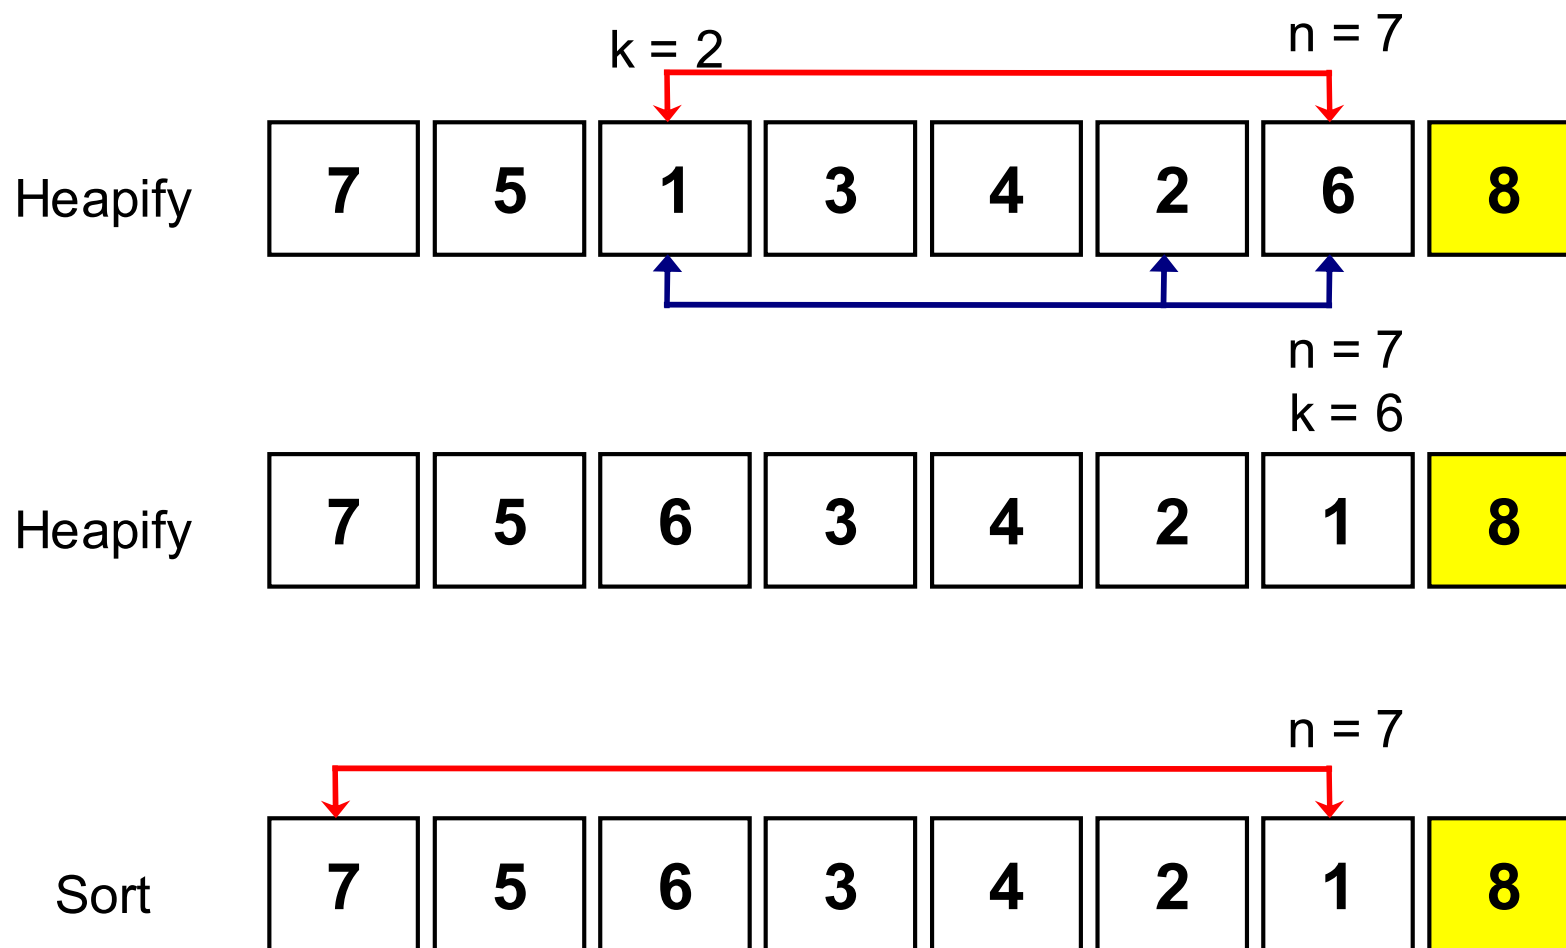 k = 2
n = 7
Heapify 7 5 1 3 4 2 6 8
n = 7
k = 6
Heapify 7 5 6 3 4 2 1 8
n = 7
Sort 7 5 6 3 4 2 1 8